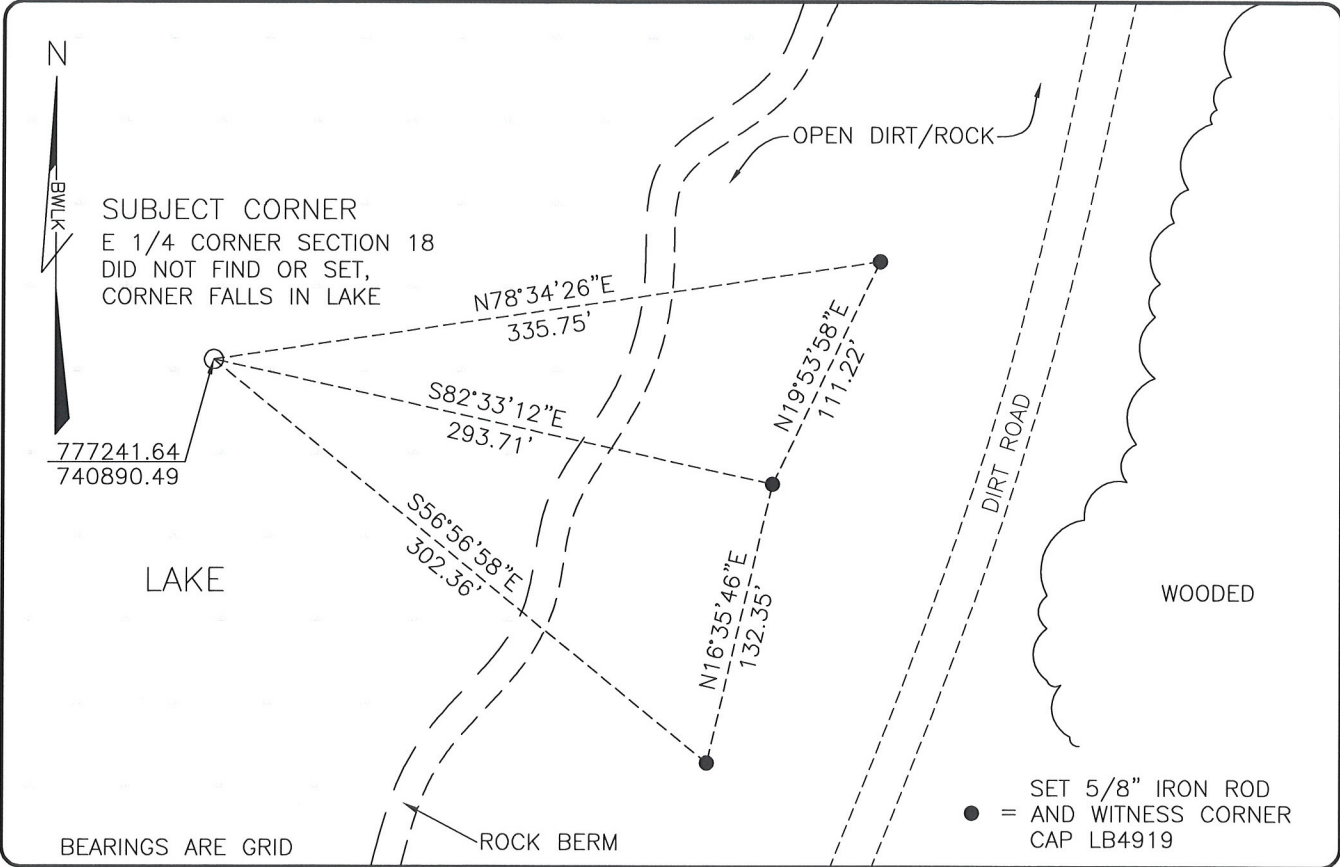 N
BWLK
SUBJECT CORNER
E 1/4 CORNER SECTION 18
DID NOT FIND OR SET,
CORNER FALLS IN LAKE
777241.64
740890.49
OPEN DIRT/ROCK
N78°34'26"E
335.75'
S82°33'12"E
293.71'
S56°56'58"E
302.36'
N19°53'58"E
111.22'
N16°35'46"E
132.35'
DIRT ROAD
LAKE
WOODED
SET 5/8" IRON ROD
= AND WITNESS CORNER
CAP LB4919
BEARINGS ARE GRID
ROCK BERM